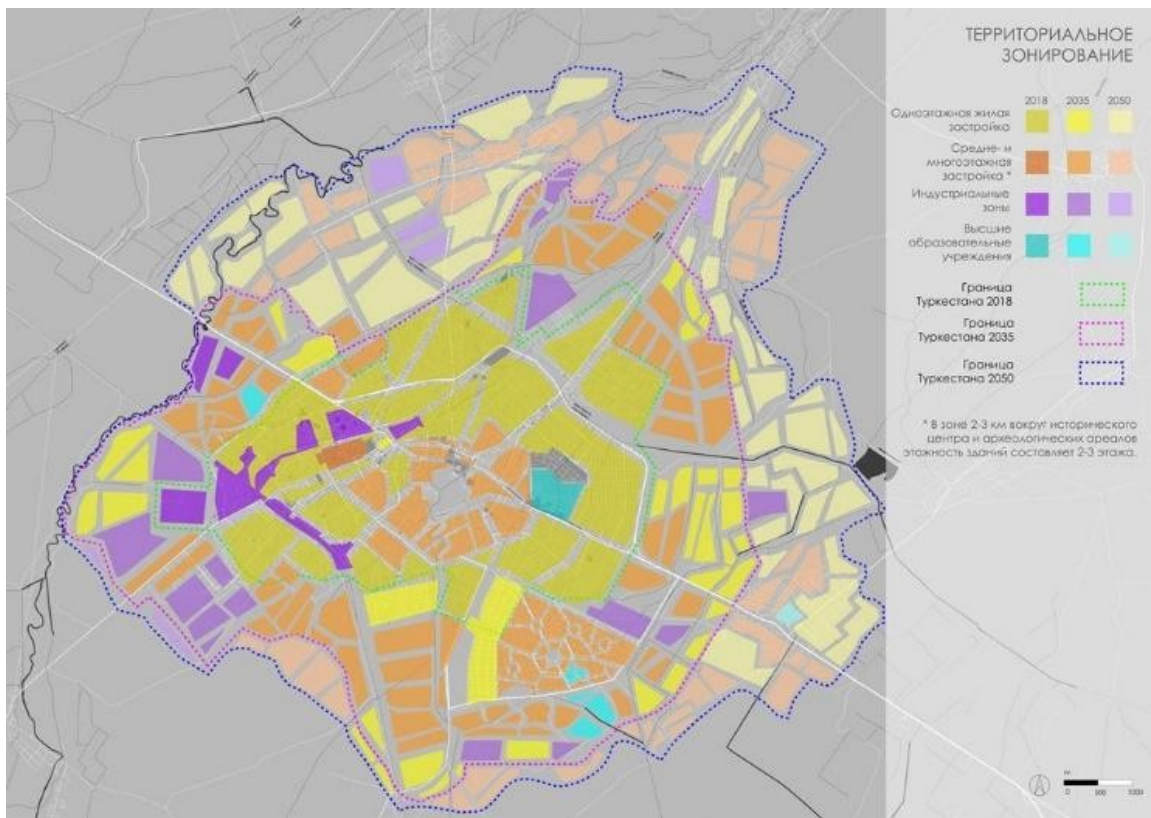 ТЕРРИТОРИАЛЬНОЕ
ЗОНИРОВАНИЕ
2018 2035 2050
Одноэтажная жилая
застройка
Средне- и
многоэтажная
застройка *
Индустриальные
зоны
Высшие
образовательные
учреждения
Граница
Туркестана 2018
Граница
Туркестана 2035
Граница
Туркестана 2050
* В зоне 2-3 км вокруг исторического
центра и археологических ареалов
этажность зданий составляет 2-3 этажа.
м
0 500 1000